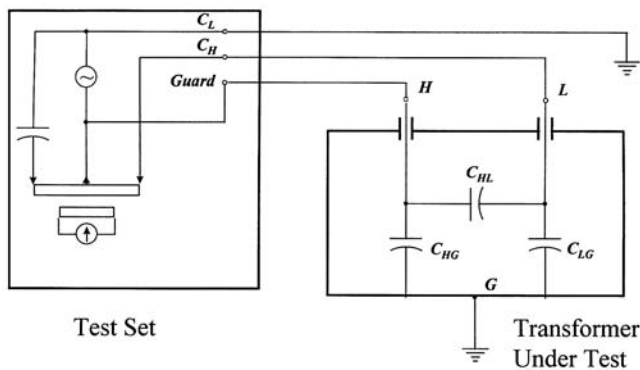 C_L
C_H
Guard
H
L
C_HL
C_HG
C_LG
G
Test Set
Transformer
Under Test